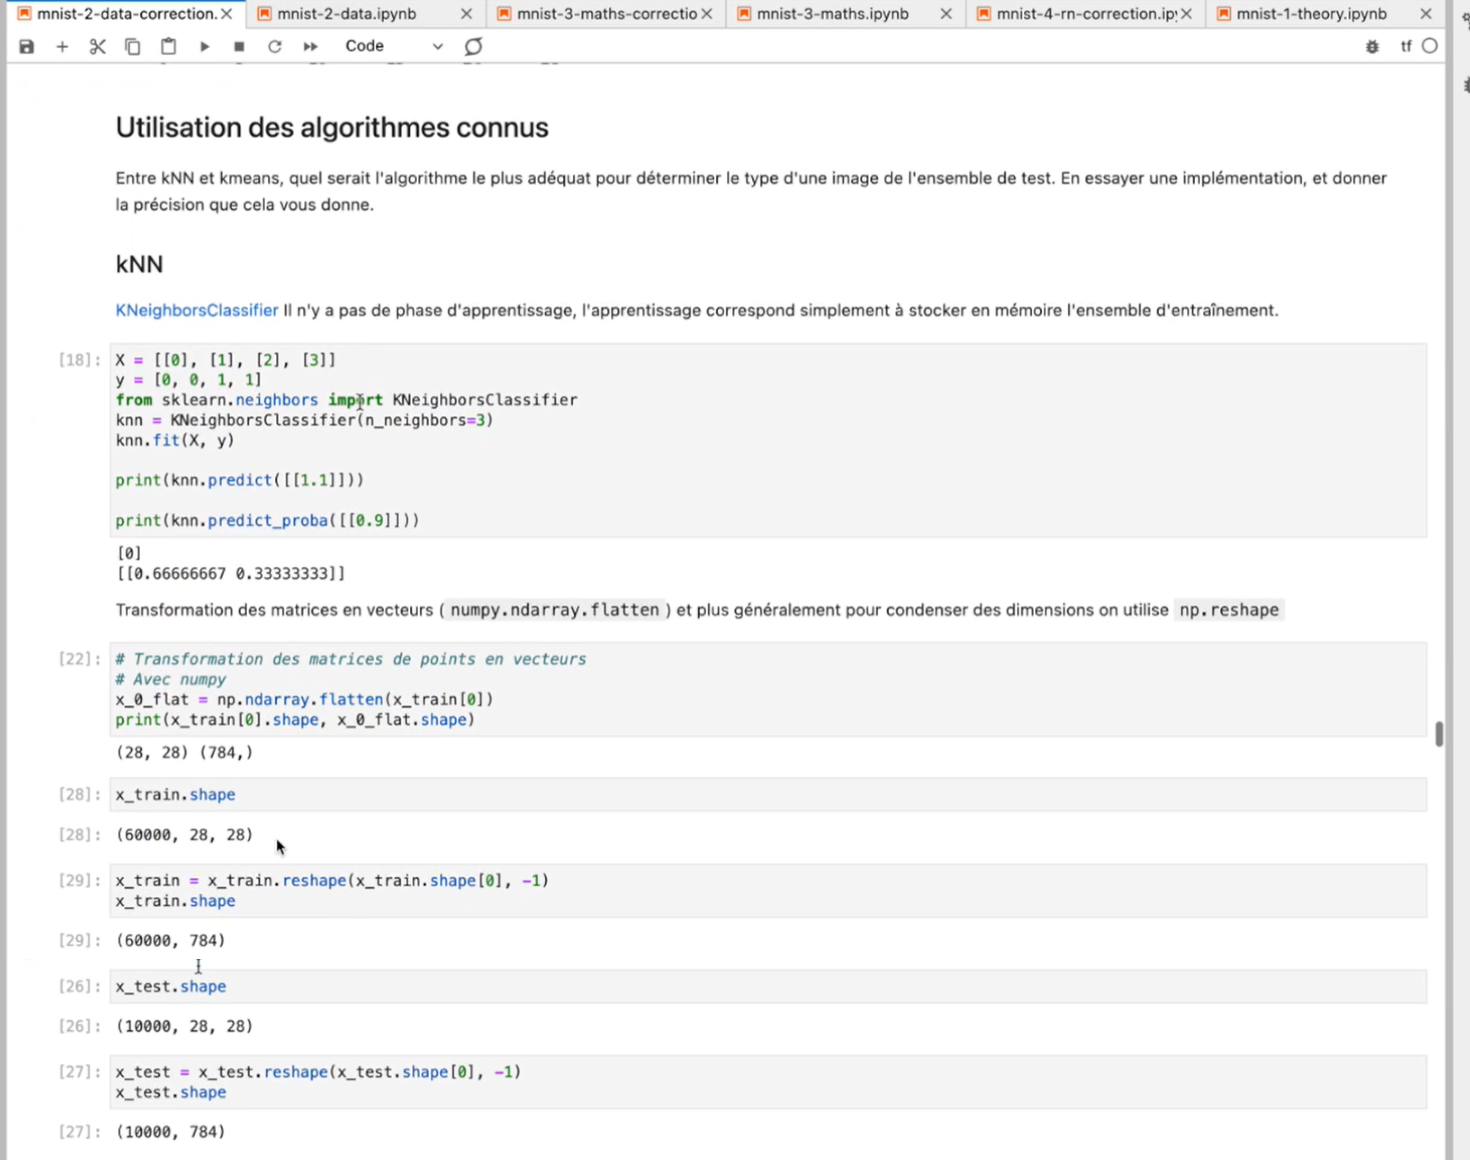 mnist-2-data-correction.
mnist-2-data.ipynb
mnist-3-maths-correctio
mnist-3-maths.ipynb
mnist-4-rn-correction.ip
mnist-1-theory.ipynb
Code
tf
Utilisation des algorithmes connus
Entre kNN et kmeans, quel serait l'algorithme le plus adéquat pour déterminer le type d'une image de l'ensemble de test. En essayer une implémentation, et donner
la précision que cela vous donne.
kNN
KNeighborsClassifier Il n'y a pas de phase d'apprentissage, l'apprentissage correspond simplement à stocker en mémoire l'ensemble d'entraînement.
[18]: X = [[0], [1], [2], [3]]
y = [0, 0, 1, 1]
from sklearn.neighbors import KNeighborsClassifier
knn = KNeighborsClassifier(n_neighbors=3)
knn.fit(X, y)
print(knn.predict([[1.1]]))
print(knn.predict_proba([[0.9]]))
[0]
[[0.66666667 0.33333333]]
Transformation des matrices en vecteurs ( numpy.ndarray.flatten ) et plus généralement pour condenser des dimensions on utilise np.reshape
[22]: # Transformation des matrices de points en vecteurs
# Avec numpy
x_0_flat = np.ndarray.flatten(x_train[0])
print(x_train[0].shape, x_0_flat.shape)
(28, 28) (784,)
[28]: x_train.shape
[28]: (60000, 28, 28)
[29]: x_train = x_train.reshape(x_train.shape[0], -1)
x_train.shape
[29]: (60000, 784)
[26]: x_test.shape
[26]: (10000, 28, 28)
[27]: x_test = x_test.reshape(x_test.shape[0], -1)
x_test.shape
[27]: (10000, 784)